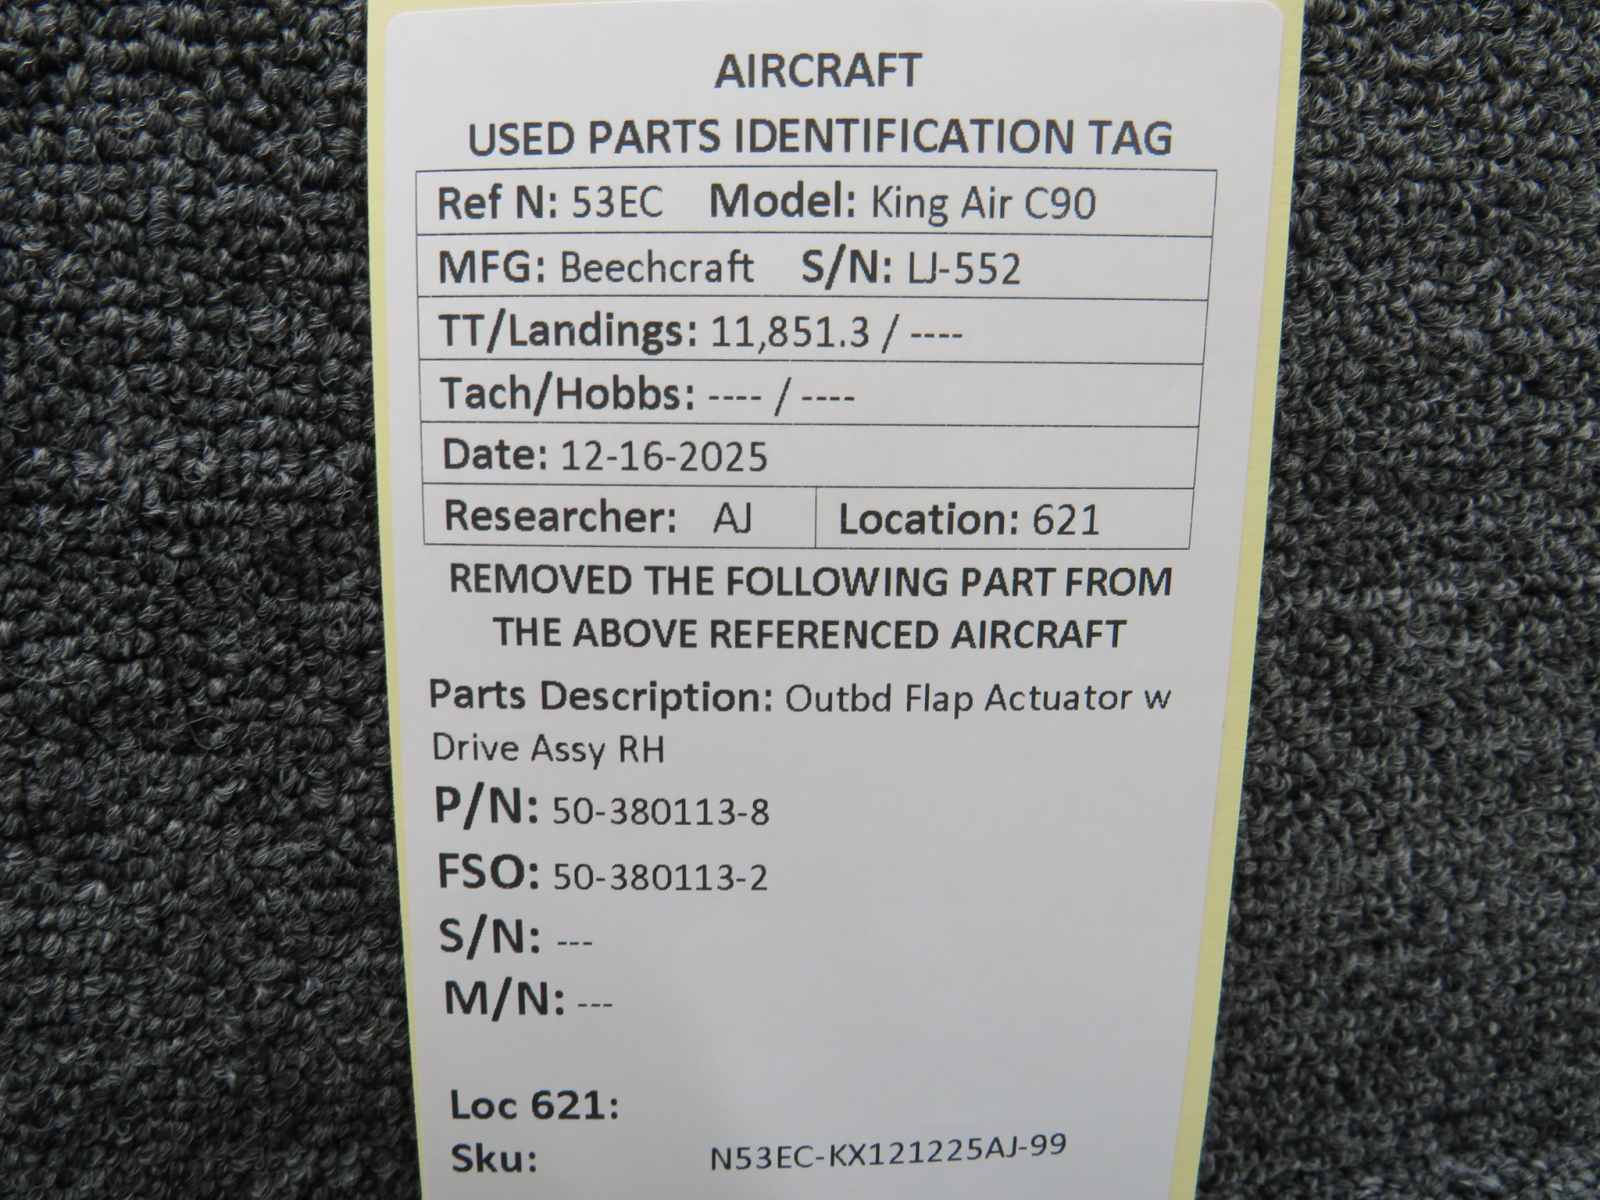 AIRCRAFT
USED PARTS IDENTIFICATION TAG
Ref N: 53EC Model: King Air C90
MFG: Beechcraft S/N: LJ-552
TT/Landings: 11,851.3 / ----
Tach/Hobbs: ---- / ----
Date: 12-16-2025
Researcher: AJ Location: 621
REMOVED THE FOLLOWING PART FROM
THE ABOVE REFERENCED AIRCRAFT
Parts Description: Outbd Flap Actuator w
Drive Assy RH
P/N: 50-380113-8
FSO: 50-380113-2
S/N: ---
M/N: ---
Loc 621:
Sku: N53EC-KX121225AJ-99